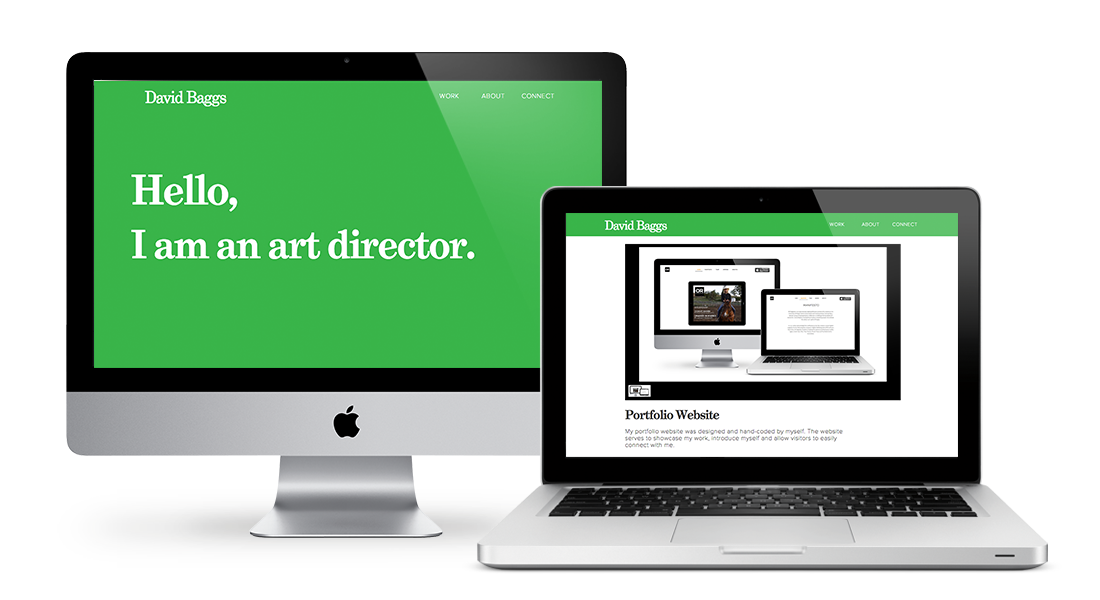 David Baggs
WORK ABOUT CONNECT
Hello,
I am an art director.
David Baggs
WORK ABOUT CONNECT
Portfolio Website
My portfolio website was designed and hand-coded by myself. The website
serves to showcase my work, introduce myself and allow visitors to easily
connect with me.